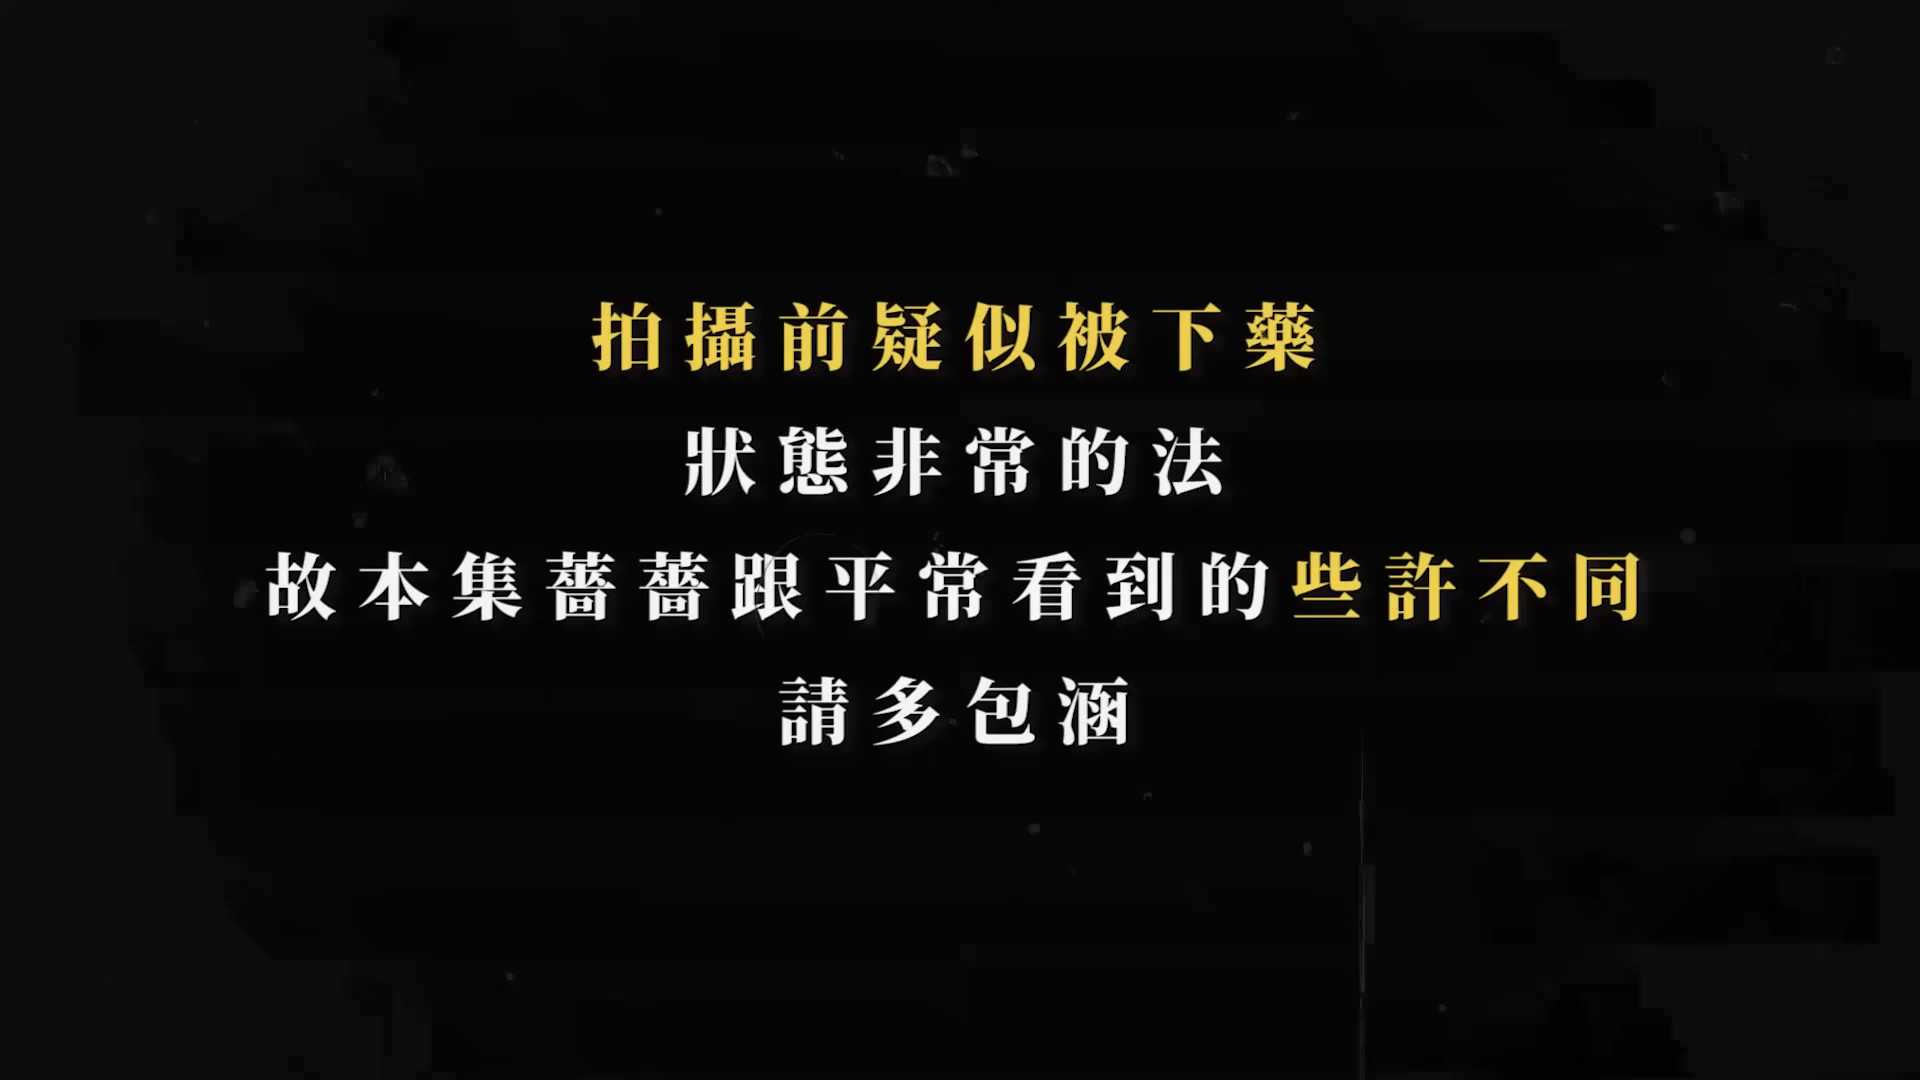 拍攝前疑似被下藥
狀態非常的法
故本集薔薔跟平常看到的些許不同
請多包涵